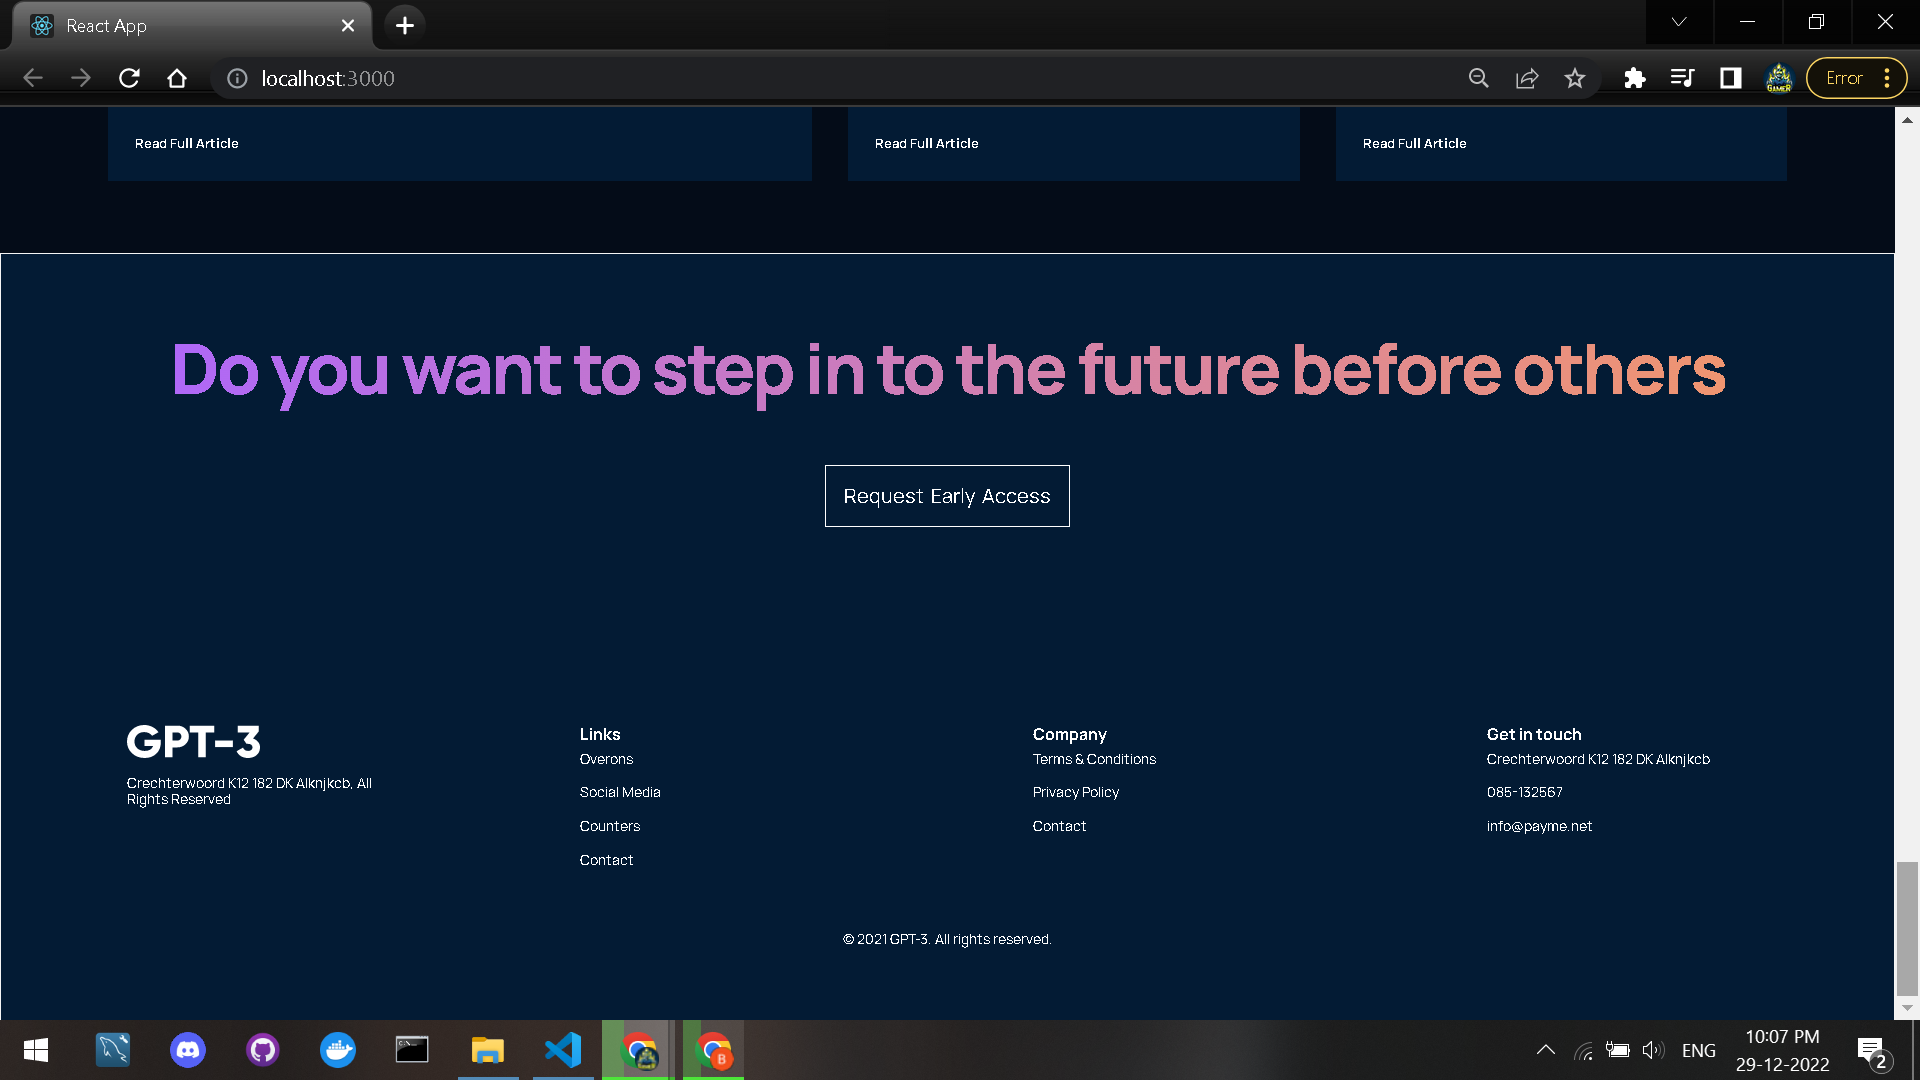 React App
localhost:3000
Error
Read Full Article
Read Full Article
Read Full Article
Do you want to step in to the future before others
Request Early Access
GPT-3
Crechterwoord K12 182 DK Alknjkcb, All
Rights Reserved
Links
Overons
Social Media
Counters
Contact
Company
Terms & Conditions
Privacy Policy
Contact
Get in touch
Crechterwoord K12 182 DK Alknjkcb
085-132567
info@payme.net
© 2021 GPT-3. All rights reserved.
ENG
10:07 PM
29-12-2022
2
GAMER
B
C:\_